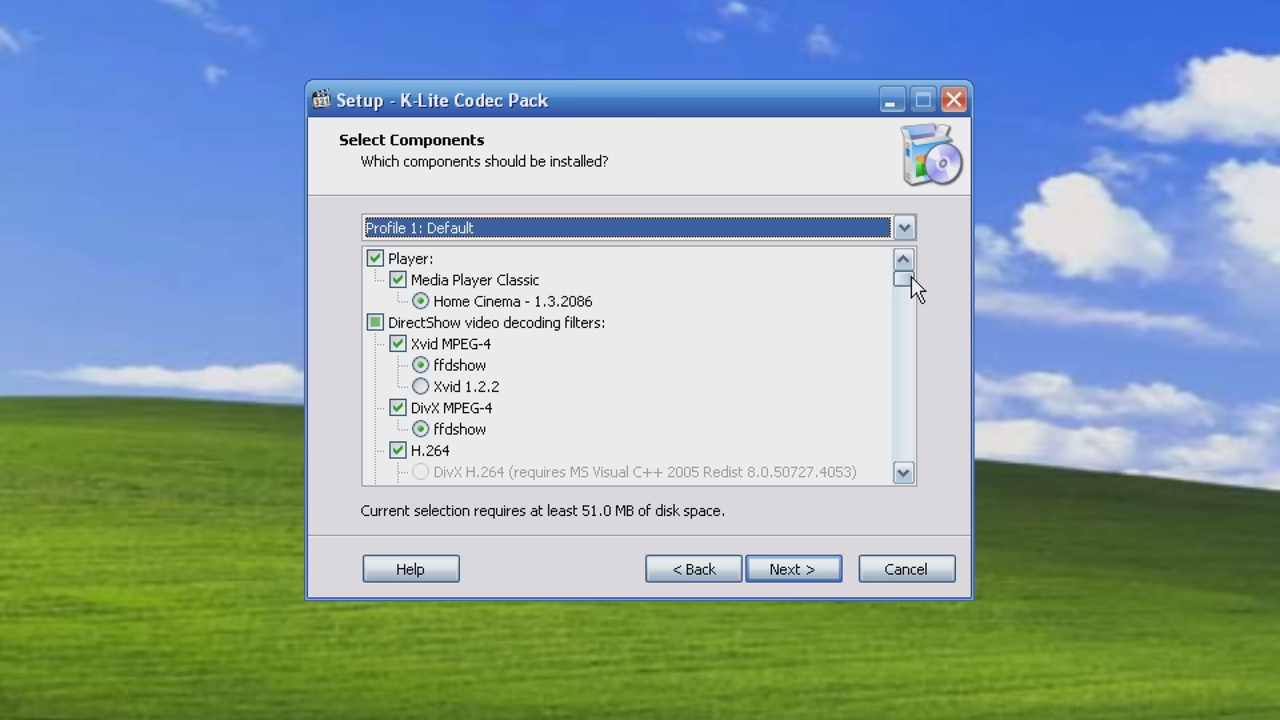 Setup - K-Lite Codec Pack
Select Components
Which components should be installed?
Profile 1: Default
Player:
Media Player Classic
Home Cinema - 1.3.2086
DirectShow video decoding filters:
Xvid MPEG-4
ffdshow
Xvid 1.2.2
DivX MPEG-4
ffdshow
H.264
DivX H.264 (requires MS Visual C++ 2005 Redist 8.0.50727.4053)
Current selection requires at least 51.0 MB of disk space.
Help
< Back
Next >
Cancel